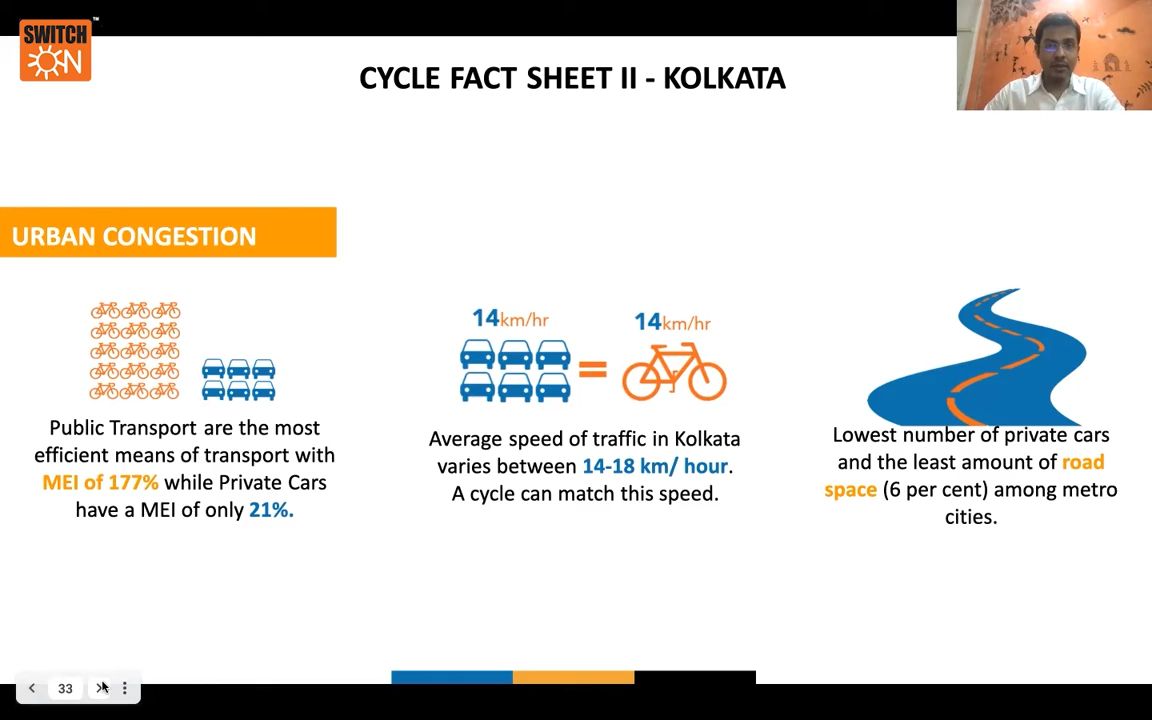 SWITCH
ON
™
CYCLE FACT SHEET II - KOLKATA
URBAN CONGESTION
Public Transport are the most
efficient means of transport with
MEI of 177% while Private Cars
have a MEI of only 21%.
14km/hr
14km/hr
=
Average speed of traffic in Kolkata
varies between 14-18 km/ hour.
A cycle can match this speed.
Lowest number of private cars
and the least amount of road
space (6 per cent) among metro
cities.
33